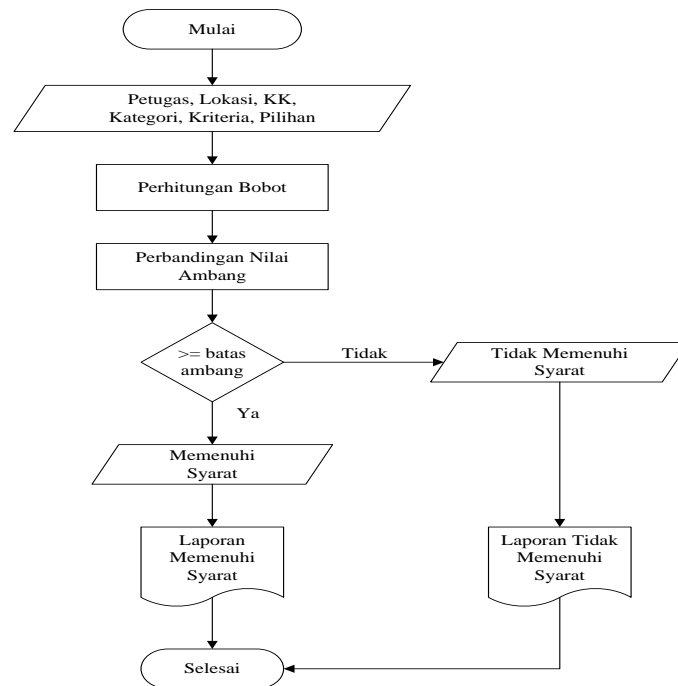 Mulai
Petugas, Lokasi, KK,
Kategori, Kriteria, Pilihan
Perhitungan Bobot
Perbandingan Nilai
Ambang
>= batas
ambang
Tidak
Tidak Memenuhi
Syarat
Ya
Memenuhi
Syarat
Laporan
Memenuhi
Syarat
Laporan Tidak
Memenuhi
Syarat
Selesai